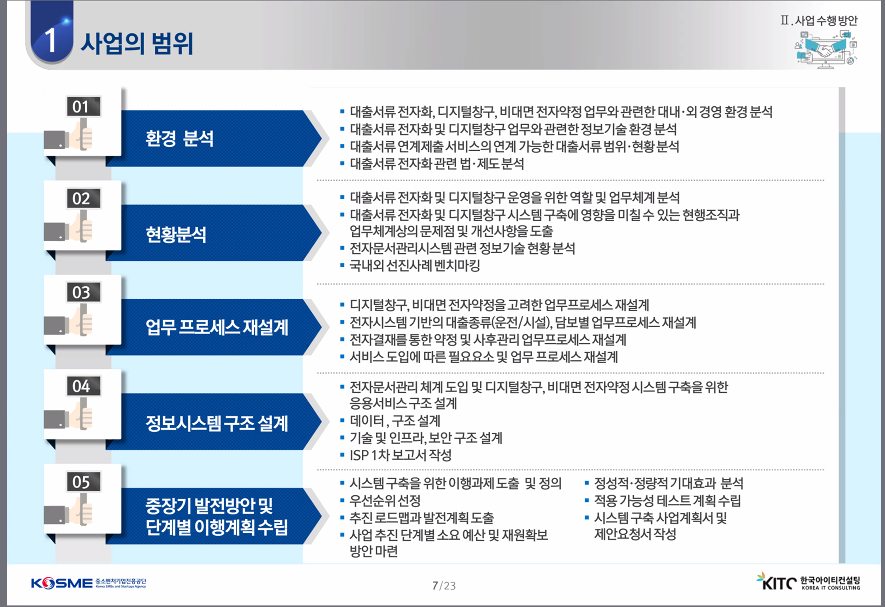 1
사업의 범위
Ⅱ. 사업 수행 방안
01
환경 분석
▪ 대출서류 전자화, 디지털창구, 비대면 전자약정 업무와 관련한 대내·외 경영 환경 분석
▪ 대출서류 전자화 및 디지털창구 업무와 관련한 정보기술 환경 분석
▪ 대출서류 연계제출 서비스의 연계 가능한 대출서류 범위·현황 분석
▪ 대출서류 전자화 관련 법·제도 분석
02
현황분석
▪ 대출서류 전자화 및 디지털창구 운영을 위한 역할 및 업무체계 분석
▪ 대출서류 전자화 및 디지털창구 시스템 구축에 영향을 미칠 수 있는 현행조직과
업무체계상의 문제점 및 개선사항을 도출
▪ 전자문서관리시스템 관련 정보기술 현황 분석
▪ 국내외 선진사례 벤치마킹
03
업무 프로세스 재설계
▪ 디지털창구, 비대면 전자약정을 고려한 업무프로세스 재설계
▪ 전자시스템 기반의 대출종류(운전/시설), 담보별 업무프로세스 재설계
▪ 전자결재를 통한 약정 및 사후관리 업무프로세스 재설계
▪ 서비스 도입에 따른 필요요소 및 업무 프로세스 재설계
04
정보시스템 구조 설계
▪ 전자문서관리 체계 도입 및 디지털창구, 비대면 전자약정 시스템 구축을 위한
응용서비스 구조 설계
▪ 데이터 , 구조 설계
▪ 기술 및 인프라, 보안 구조 설계
▪ ISP 1차 보고서 작성
05
중장기 발전방안 및
단계별 이행계획 수립
▪ 시스템 구축을 위한 이행과제 도출 및 정의
▪ 우선순위 선정
▪ 추진 로드맵과 발전계획 도출
▪ 사업 추진 단계별 소요 예산 및 재원확보
방안 마련
▪ 정성적·정량적 기대효과 분석
▪ 적용 가능성 테스트 계획 수립
▪ 시스템 구축 사업계획서 및
제안요청서 작성
KOSME 중소벤처기업진흥공단
Korea SMEs and Startups Agency
7/23
KITC 한국아이티컨설팅
KOREA IT CONSULTING